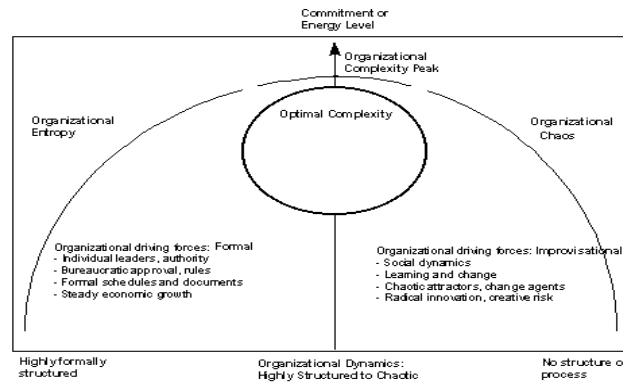 Commitment or
Energy Level
Organizational
Complexity Peak
Organizational
Entropy
Optimal Complexity
Organizational
Chaos
Organizational driving forces: Formal
- Individual leaders, authority
- Bureaucratic approval, rules
- Formal schedules and documents
- Steady economic growth
Organizational driving forces: Improvisational
- Social dynamics
- Learning and change
- Chaotic attractors, change agents
- Radical innovation, creative risk
Highly formally
structured
Organizational Dynamics:
Highly Structured to Chaotic
No structure o
process